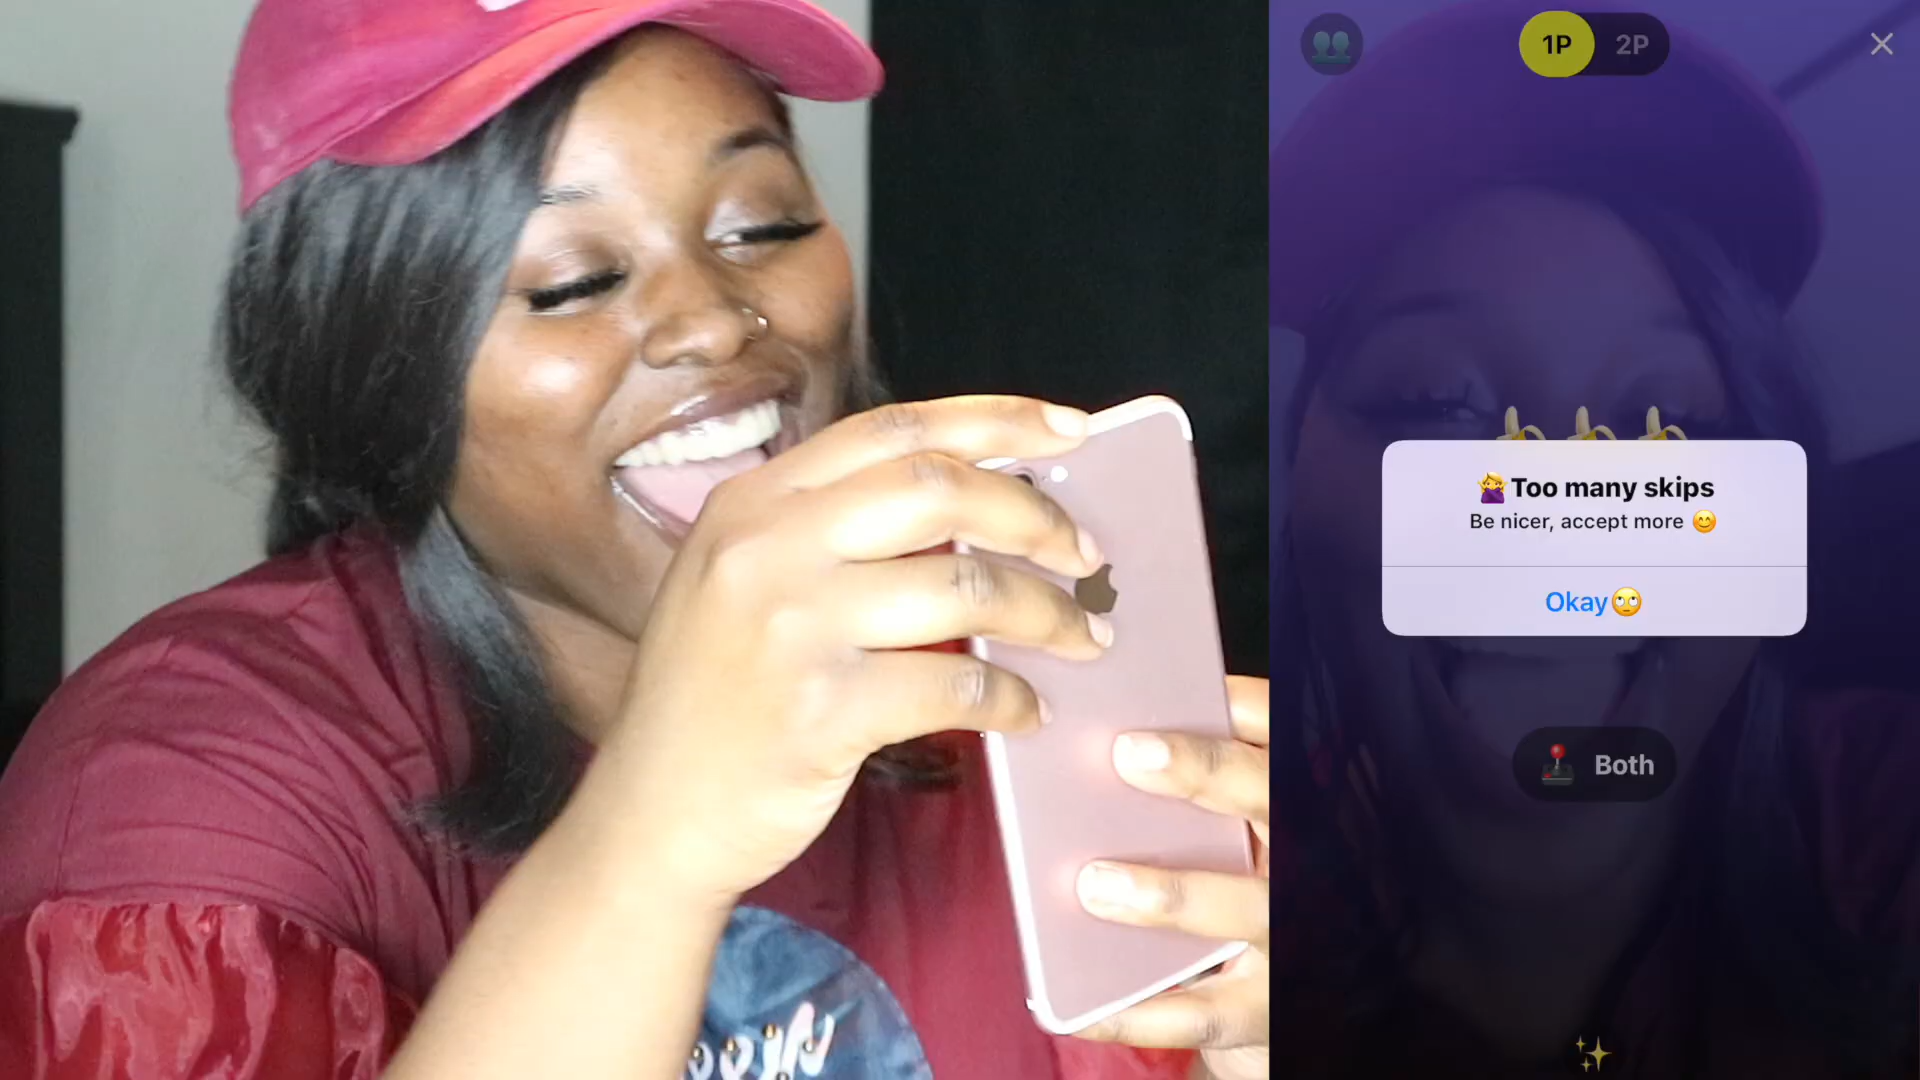 1P 2P
🙅‍♀️Too many skips
Be nicer, accept more 😊
Okay🙄
Both